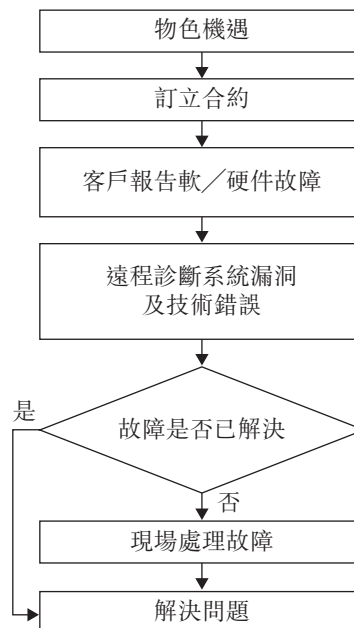 物色機遇
訂立合約
客戶報告軟／硬件故障
遠程診斷系統漏洞
及技術錯誤
是
故障是否已解決
否
現場處理故障
解決問題